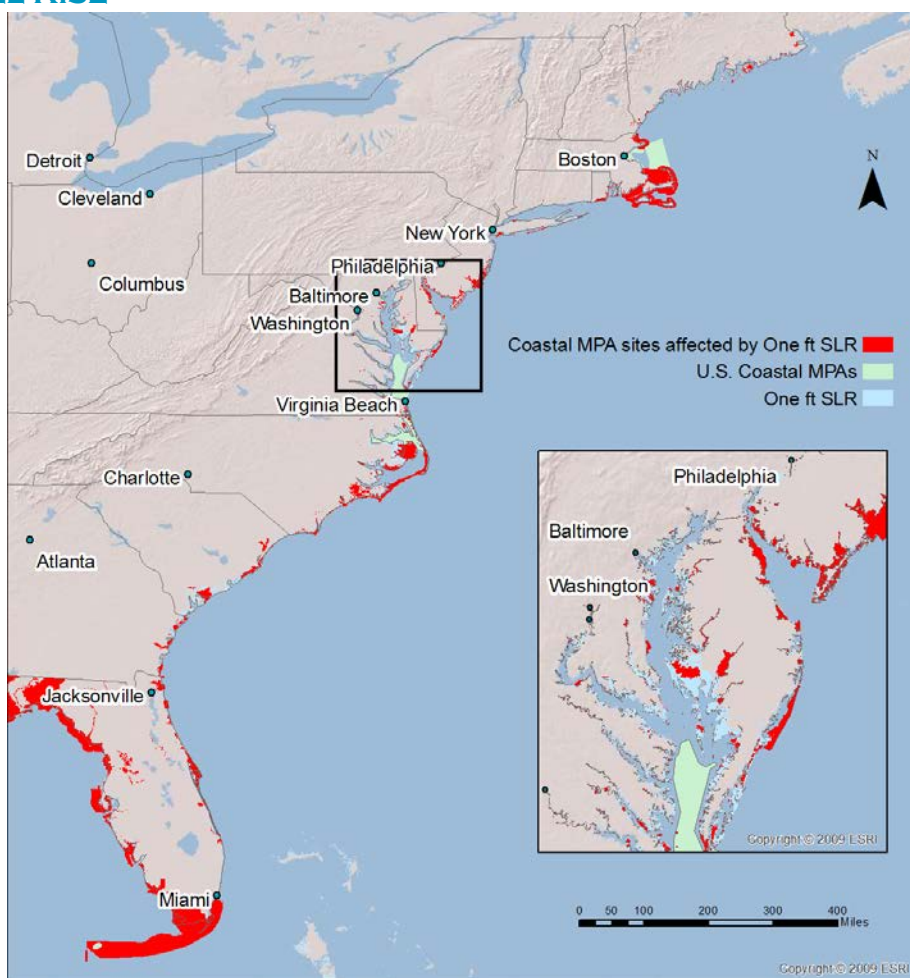 Detroit
Boston
Cleveland
N
New York
Columbus
Philadelphia
Baltimore
Washington
Coastal MPA sites affected by One ft SLR
U.S. Coastal MPAs
One ft SLR
Virginia Beach
Charlotte
Atlanta
Jacksonville
Miami
Philadelphia
Baltimore
Washington
Copyright © 2009 ESRI
0 50 100 200 300 400
Miles
Copyright © 2009 ESRI